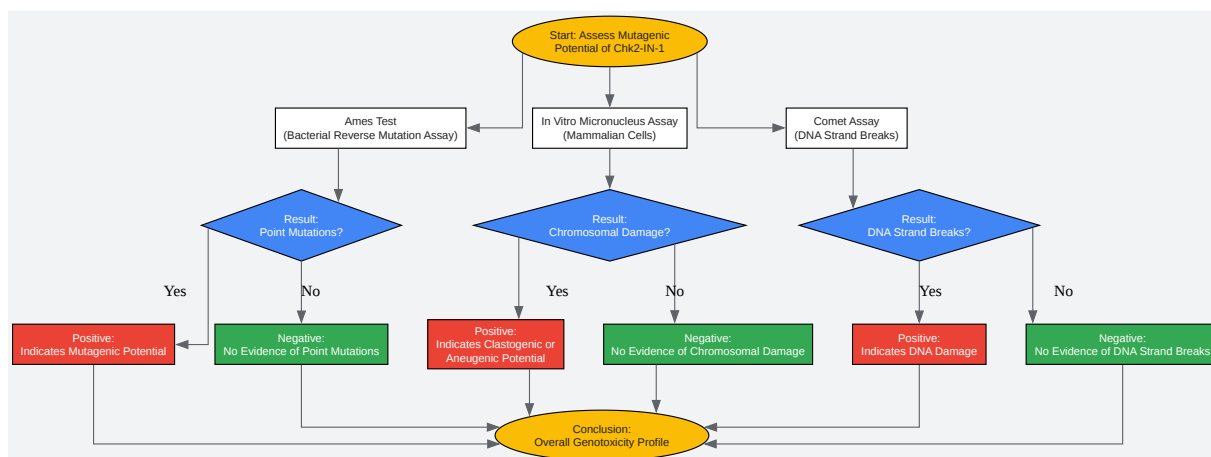 Start: Assess Mutagenic
Potential of Chk2-IN-1
Ames Test
(Bacterial Reverse Mutation Assay)
In Vitro Micronucleus Assay
(Mammalian Cells)
Comet Assay
(DNA Strand Breaks)
Result:
Point Mutations?
Result:
Chromosomal Damage?
Result:
DNA Strand Breaks?
Yes
No
Yes
No
Yes
No
Positive:
Indicates Mutagenic Potential
Negative:
No Evidence of Point Mutations
Positive:
Indicates Clastogenic or
Aneugenic Potential
Negative:
No Evidence of Chromosomal Damage
Positive:
Indicates DNA Damage
Negative:
No Evidence of DNA Strand Breaks
Conclusion:
Overall Genotoxicity Profile